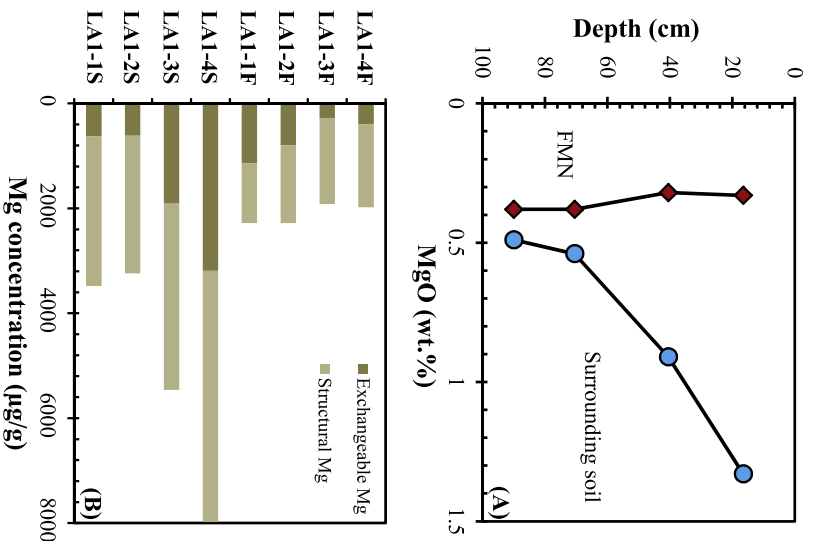 Depth (cm)
100
80
60
40
20
0
0
0.5
1
1.5
MgO (wt.%)
FMN
Surrounding soil
(A)
LA1-1S
LA1-2S
LA1-3S
LA1-4S
LA1-1F
LA1-2F
LA1-3F
LA1-4F
0
2000
4000
6000
8000
Mg concentration (µg/g)
Exchangeable Mg
Structural Mg
(B)